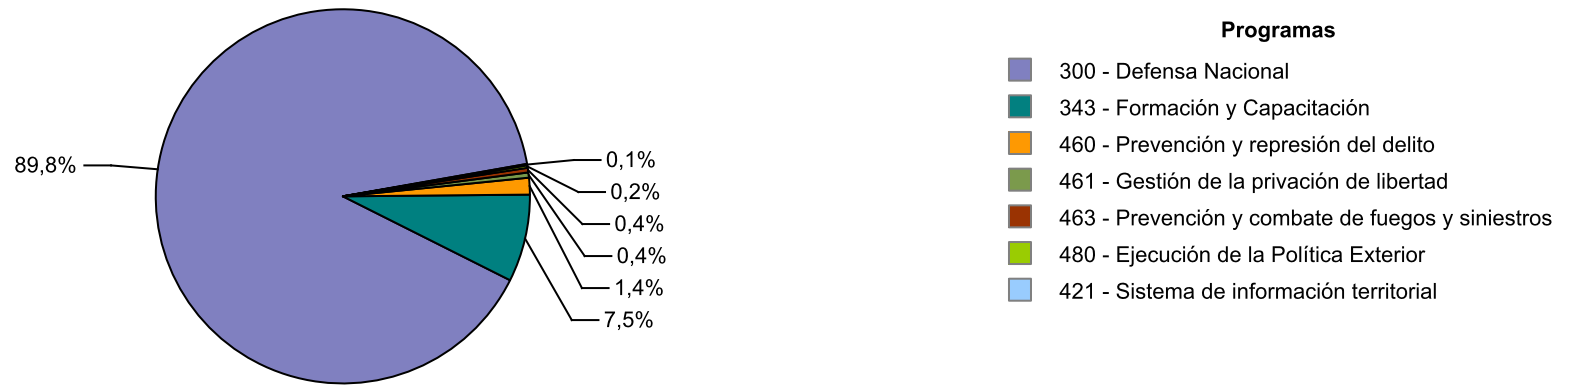 89,8%
0,1%
0,2%
0,4%
0,4%
1,4%
7,5%
Programas
300 - Defensa Nacional
343 - Formación y Capacitación
460 - Prevención y represión del delito
461 - Gestión de la privación de libertad
463 - Prevención y combate de fuegos y siniestros
480 - Ejecución de la Política Exterior
421 - Sistema de información territorial